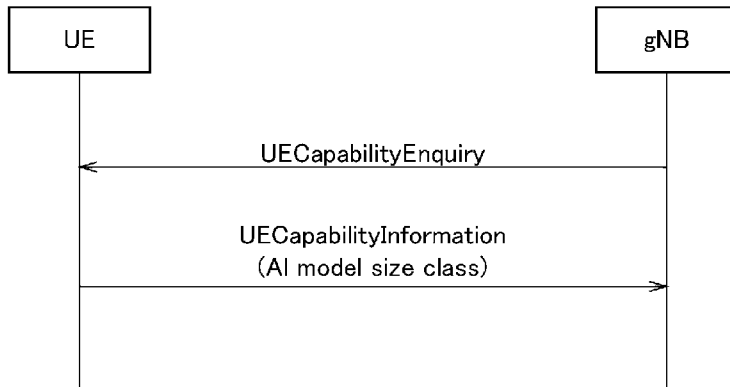 UE
gNB
UECapabilityEnquiry
UECapabilityInformation
(AI model size class)